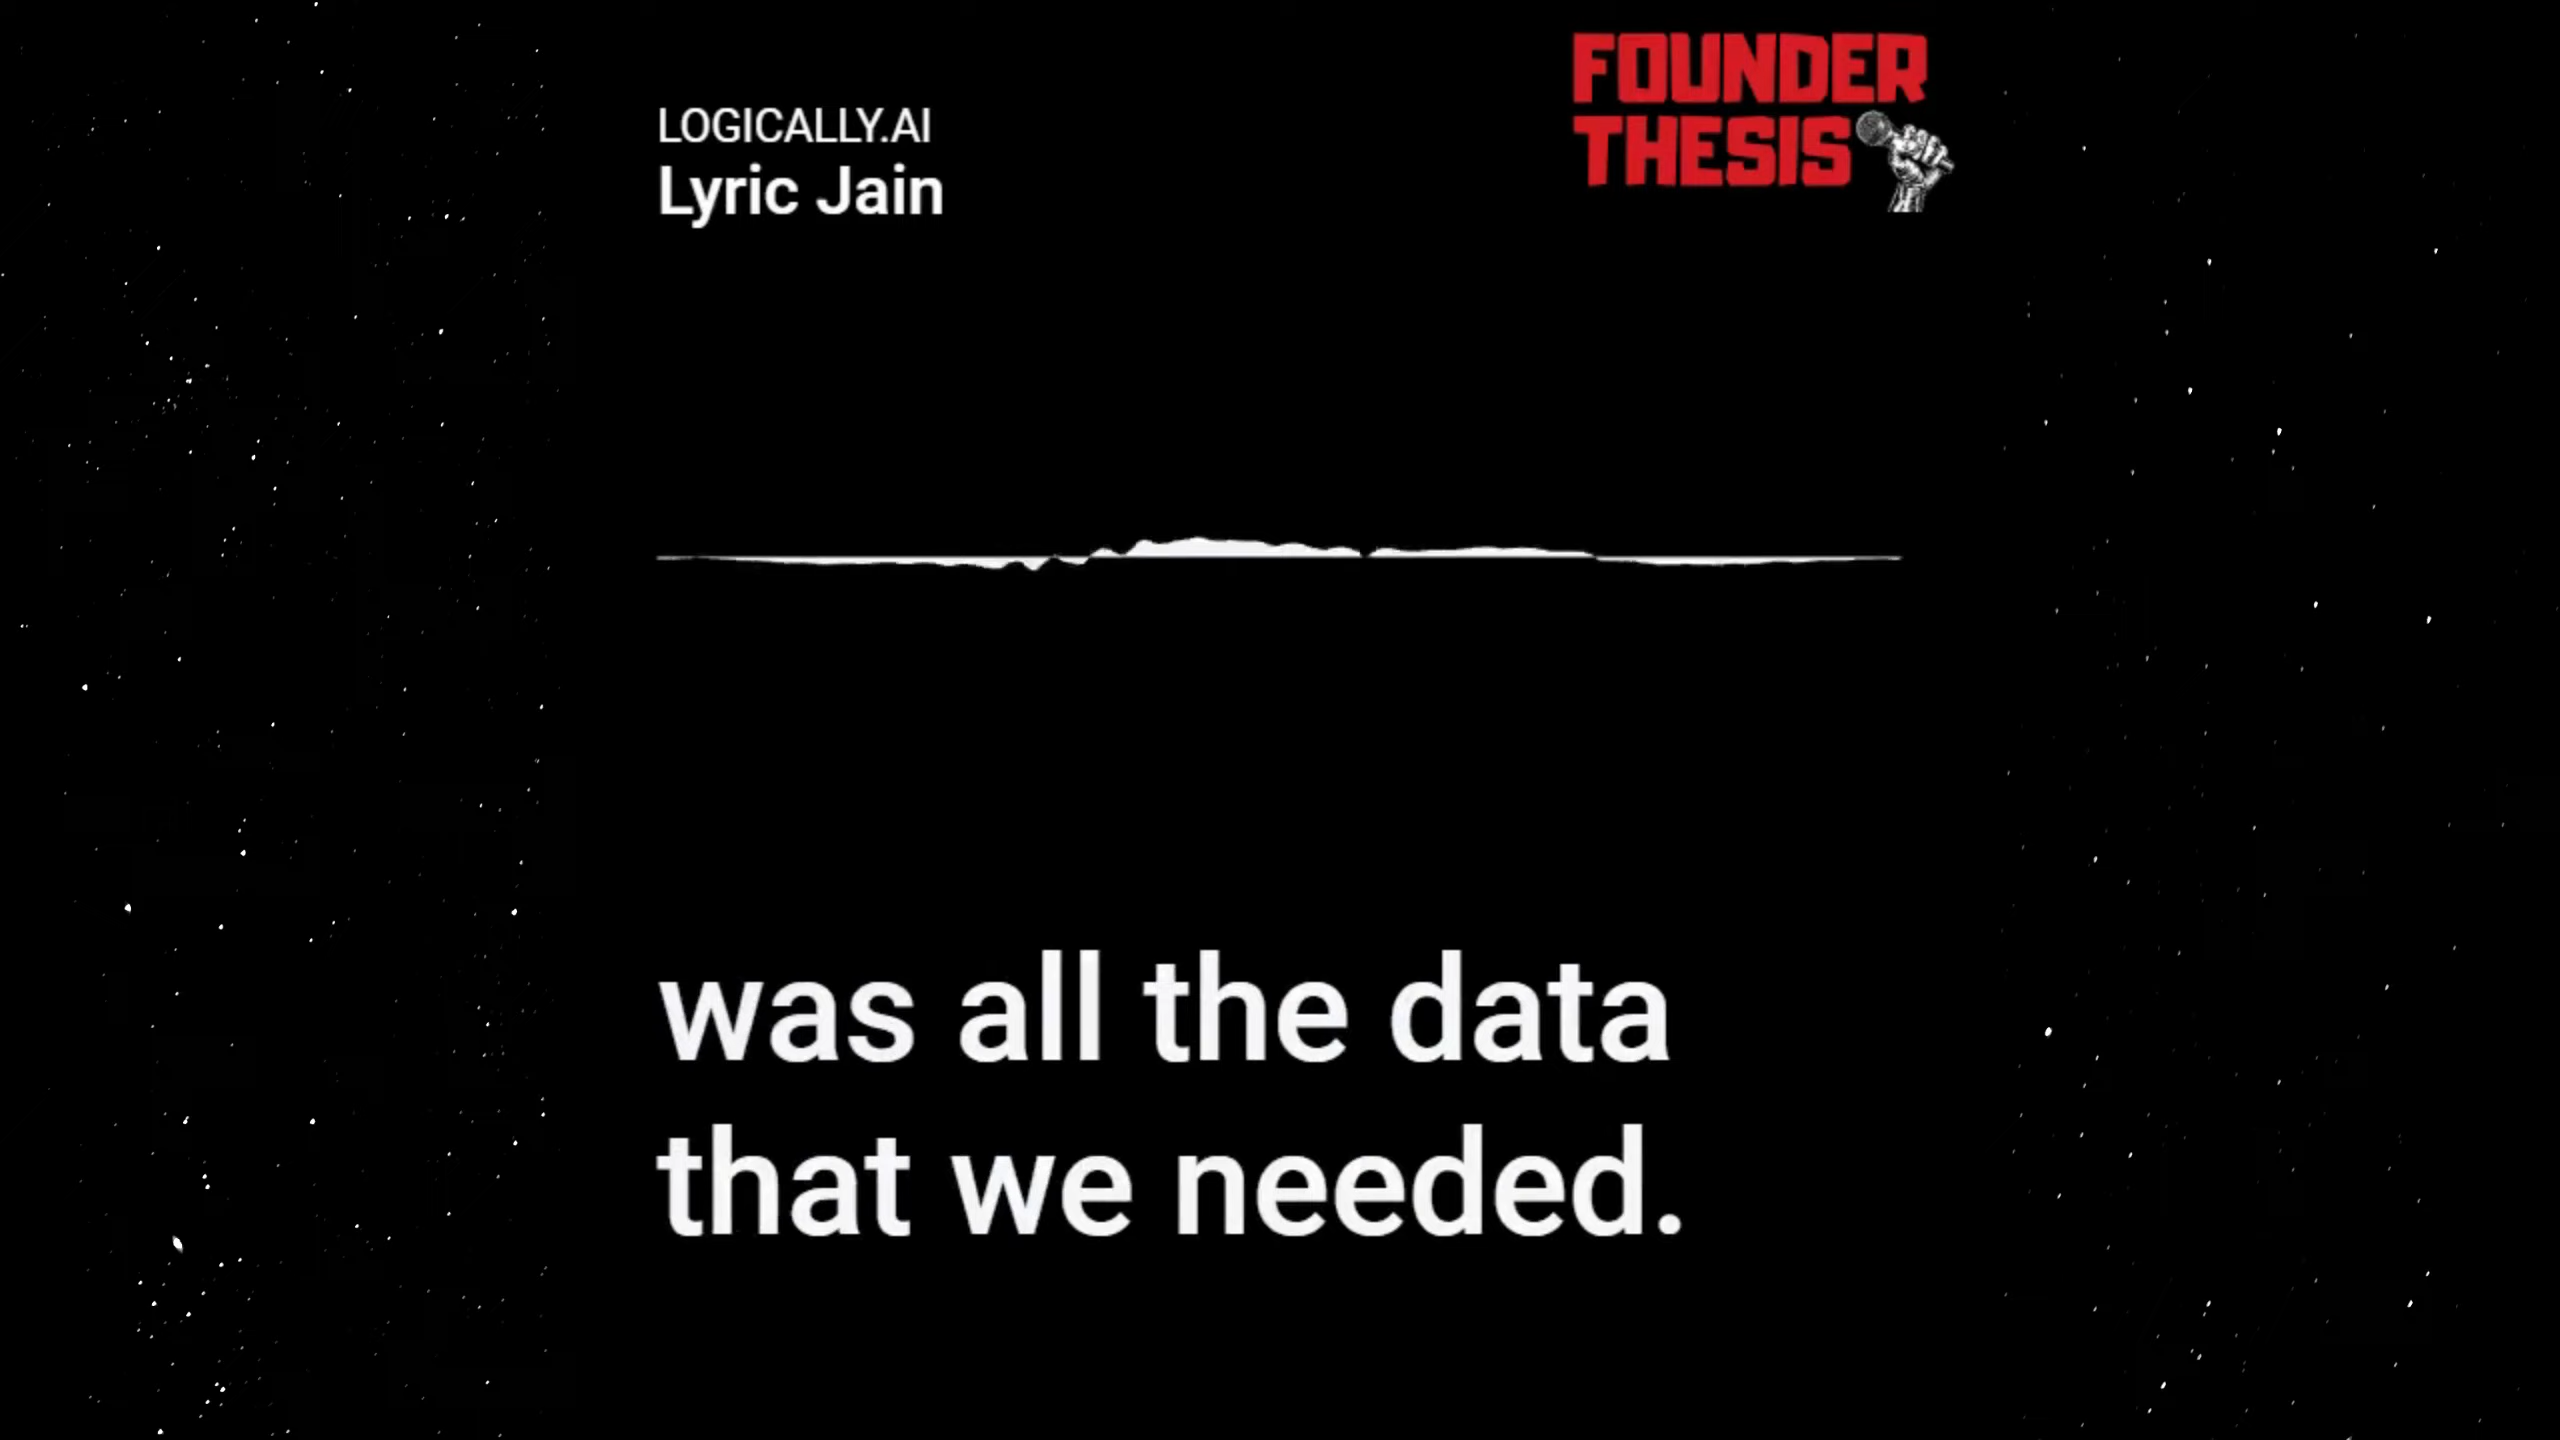 LOGICALLY.AI
Lyric Jain
FOUNDER
THESIS
was all the data
that we needed.